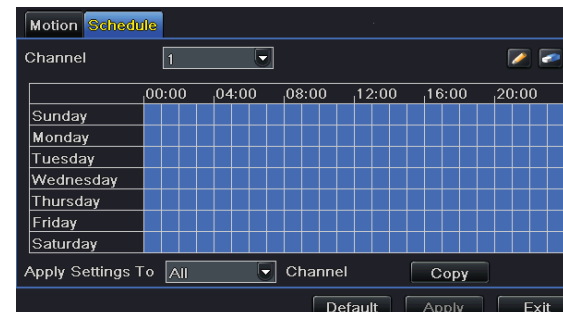 Motion Schedule
Channel 1
00:00 04:00 08:00 12:00 16:00 20:00
Sunday
Monday
Tuesday
Wednesday
Thursday
Friday
Saturday
Apply Settings To All Channel Copy
Default Apply Exit